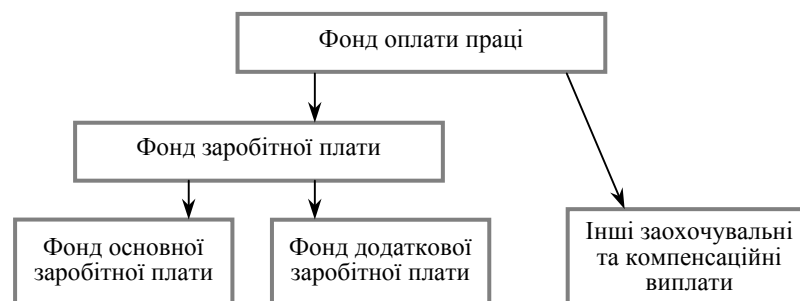 Фонд оплати праці
Фонд заробітної плати
Фонд основної
заробітної плати
Фонд додаткової
заробітної плати
Інші заохочувальні
та компенсаційні
виплати